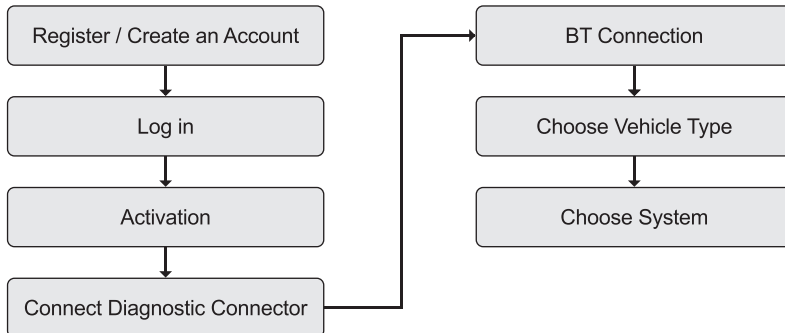 Register / Create an Account
Log in
Activation
Connect Diagnostic Connector
BT Connection
Choose Vehicle Type
Choose System